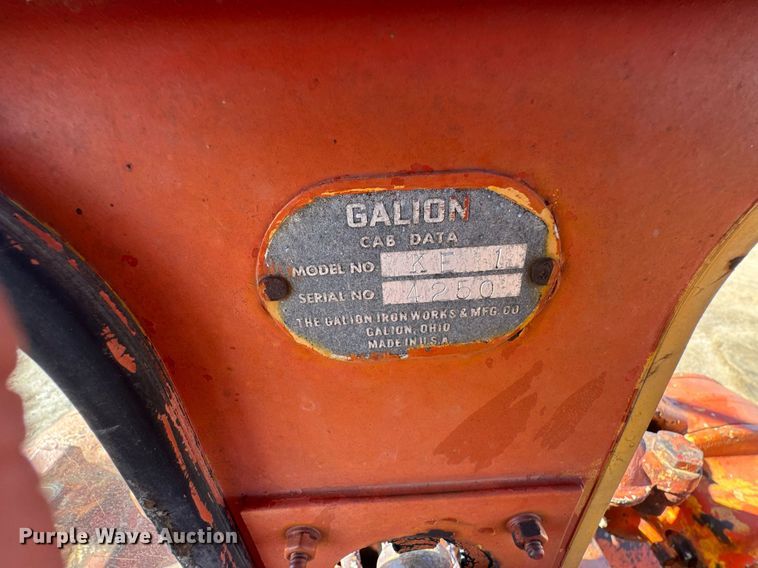 GALION
CAB DATA
MODEL NO. KF 1
SERIAL NO. 4250
THE GALION IRON WORKS & MFG. CO
GALION, OHIO
MADE IN U.S.A.
Purple Wave Auction